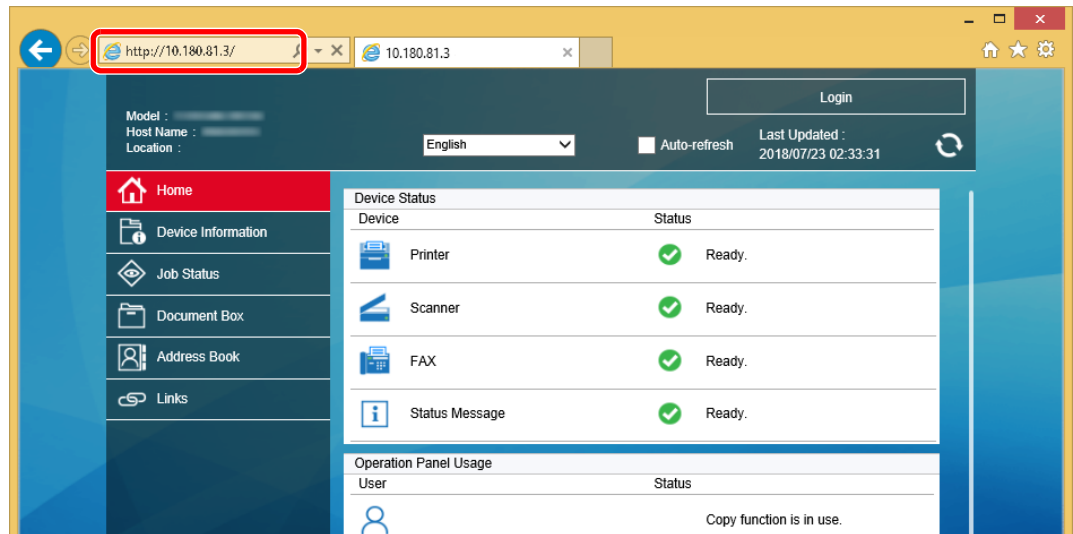 http://10.180.81.3/
10.180.81.3
Login
Model :
Host Name :
Location :
English
Auto-refresh
Last Updated :
2018/07/23 02:33:31
Home
Device Information
Job Status
Document Box
Address Book
Links
Device Status
Device Status
Printer Ready.
Scanner Ready.
FAX Ready.
Status Message Ready.
Operation Panel Usage
User Status
Copy function is in use.